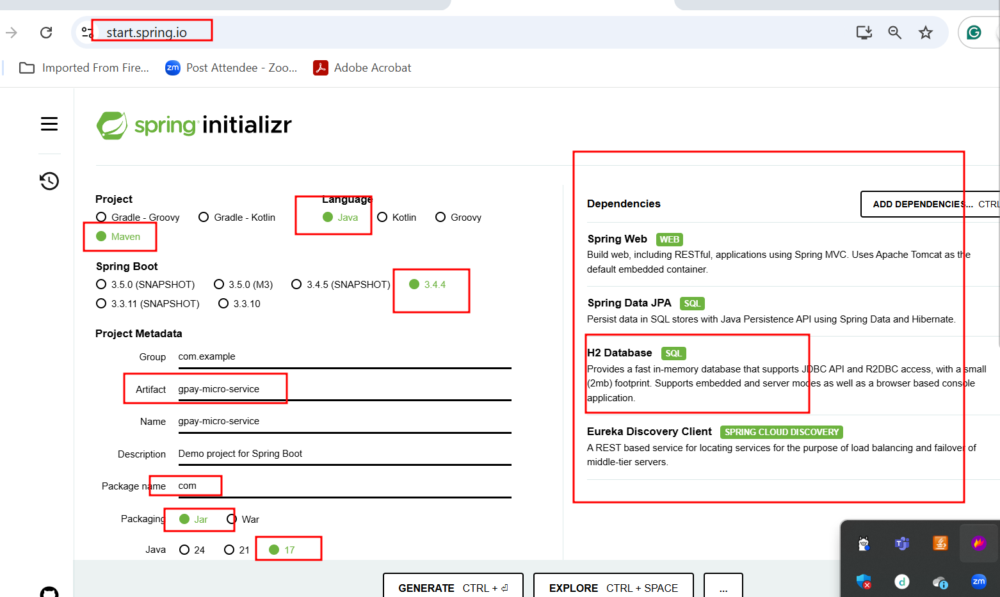 start.spring.io
Imported From Fire...
Post Attendee - Zoo...
Adobe Acrobat
spring initializr
Project
Gradle - Groovy
Gradle - Kotlin
Maven
Language
Java
Kotlin
Groovy
Spring Boot
3.5.0 (SNAPSHOT)
3.5.0 (M3)
3.4.5 (SNAPSHOT)
3.4.4
3.3.11 (SNAPSHOT)
3.3.10
Project Metadata
Group com.example
Artifact gpay-micro-service
Name gpay-micro-service
Description Demo project for Spring Boot
Package name com
Packaging Jar War
Java 24 21 17
Dependencies
ADD DEPENDENCIES... CTRL
Spring Web WEB
Build web, including RESTful, applications using Spring MVC. Uses Apache Tomcat as the
default embedded container.
Spring Data JPA SQL
Persist data in SQL stores with Java Persistence API using Spring Data and Hibernate.
H2 Database SQL
Provides a fast in-memory database that supports JDBC API and R2DBC access, with a small
(2mb) footprint. Supports embedded and server modes as well as a browser based console
application.
Eureka Discovery Client SPRING CLOUD DISCOVERY
A REST based service for locating services for the purpose of load balancing and failover of
middle-tier servers.
GENERATE CTRL + ⏎
EXPLORE CTRL + SPACE
...
zm
zm